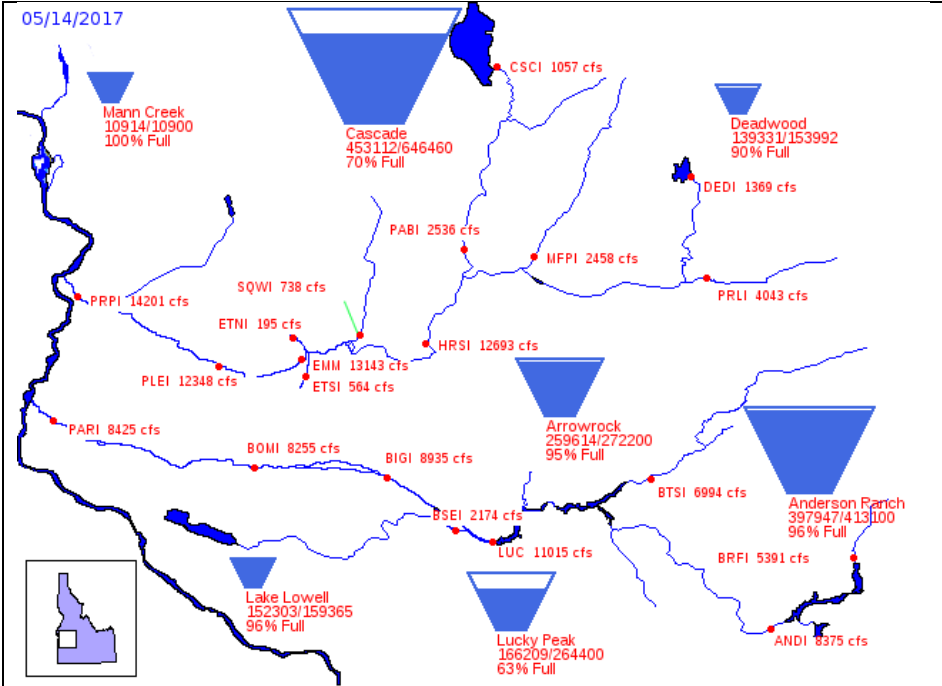 05/14/2017
CSCI 1057 cfs
Mann Creek
10914/10900
100% Full
Cascade
453112/646460
70% Full
Deadwood
139331/153992
90% Full
DEDI 1369 cfs
PABI 2536 cfs
MFPI 2458 cfs
SQWI 738 cfs
PRPI 14201 cfs
PRLI 4043 cfs
ETNI 195 cfs
HRSI 12693 cfs
EMM 13143 cfs
PLEI 12348 cfs
ETSI 564 cfs
Arrowrock
259614/272200
95% Full
PARI 8425 cfs
BOMI 8255 cfs
BIGI 8935 cfs
BTSI 6994 cfs
Anderson Ranch
397947/413100
96% Full
BSEI 2174 cfs
LUC 11015 cfs
BRFI 5391 cfs
Lake Lowell
152303/159365
96% Full
Lucky Peak
166209/264400
63% Full
ANDI 8375 cfs